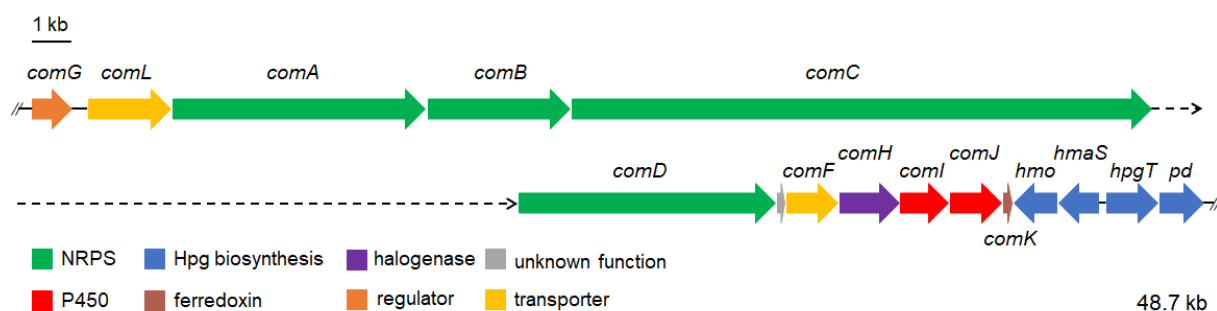 1 kb
comG comL comA comB comC
comH comJ hmaS
comD comF comI hmo hpgT pd
comK
NRPS Hpg biosynthesis halogenase unknown function
P450 ferredoxin regulator transporter
48.7 kb